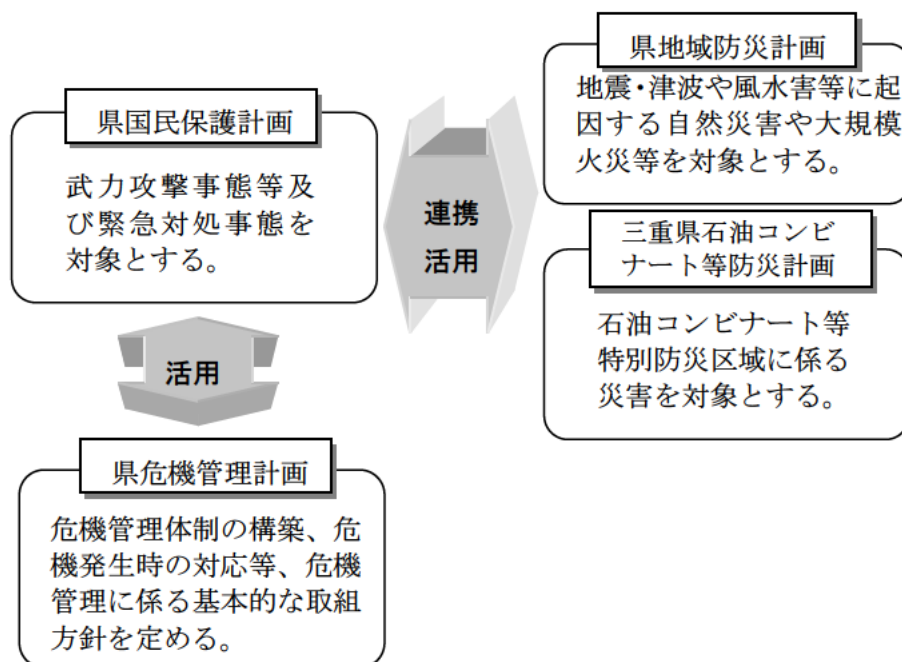 県国民保護計画
武力攻撃事態等及
び緊急対処事態を
対象とする。
連携
活用
県地域防災計画
地震・津波や風水害等に起
因する自然災害や大規模
火災等を対象とする。
三重県石油コンビ
ナート等防災計画
石油コンビナート等
特別防災区域に係る
災害を対象とする。
活用
県危機管理計画
危機管理体制の構築、危
機発生時の対応等、危機
管理に係る基本的な取組
方針を定める。